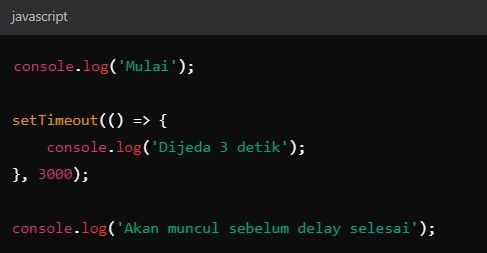 javascript
console.log('Mulai');
setTimeout(() => {
    console.log('Dijeda 3 detik');
}, 3000);
console.log('Akan muncul sebelum delay selesai');